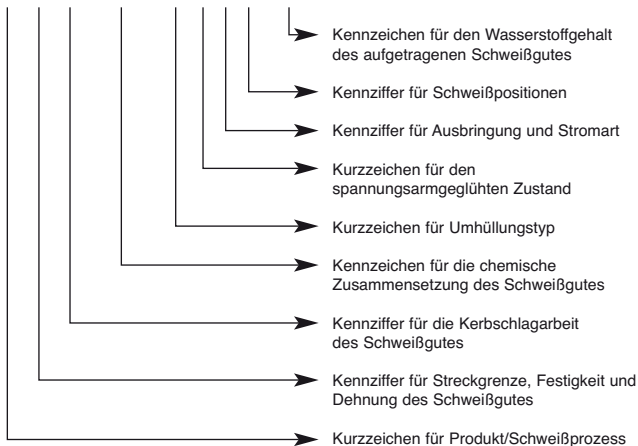 Kennzeichen für den Wasserstoffgehalt
des aufgetragenen Schweißgutes
Kennziffer für Schweißpositionen
Kennziffer für Ausbringung und Stromart
Kurzzeichen für den
spannungsarmgeglühten Zustand
Kurzzeichen für Umhüllungstyp
Kennzeichen für die chemische
Zusammensetzung des Schweißgutes
Kennziffer für die Kerbschlagarbeit
des Schweißgutes
Kennziffer für Streckgrenze, Festigkeit und
Dehnung des Schweißgutes
Kurzzeichen für Produkt/Schweißprozess